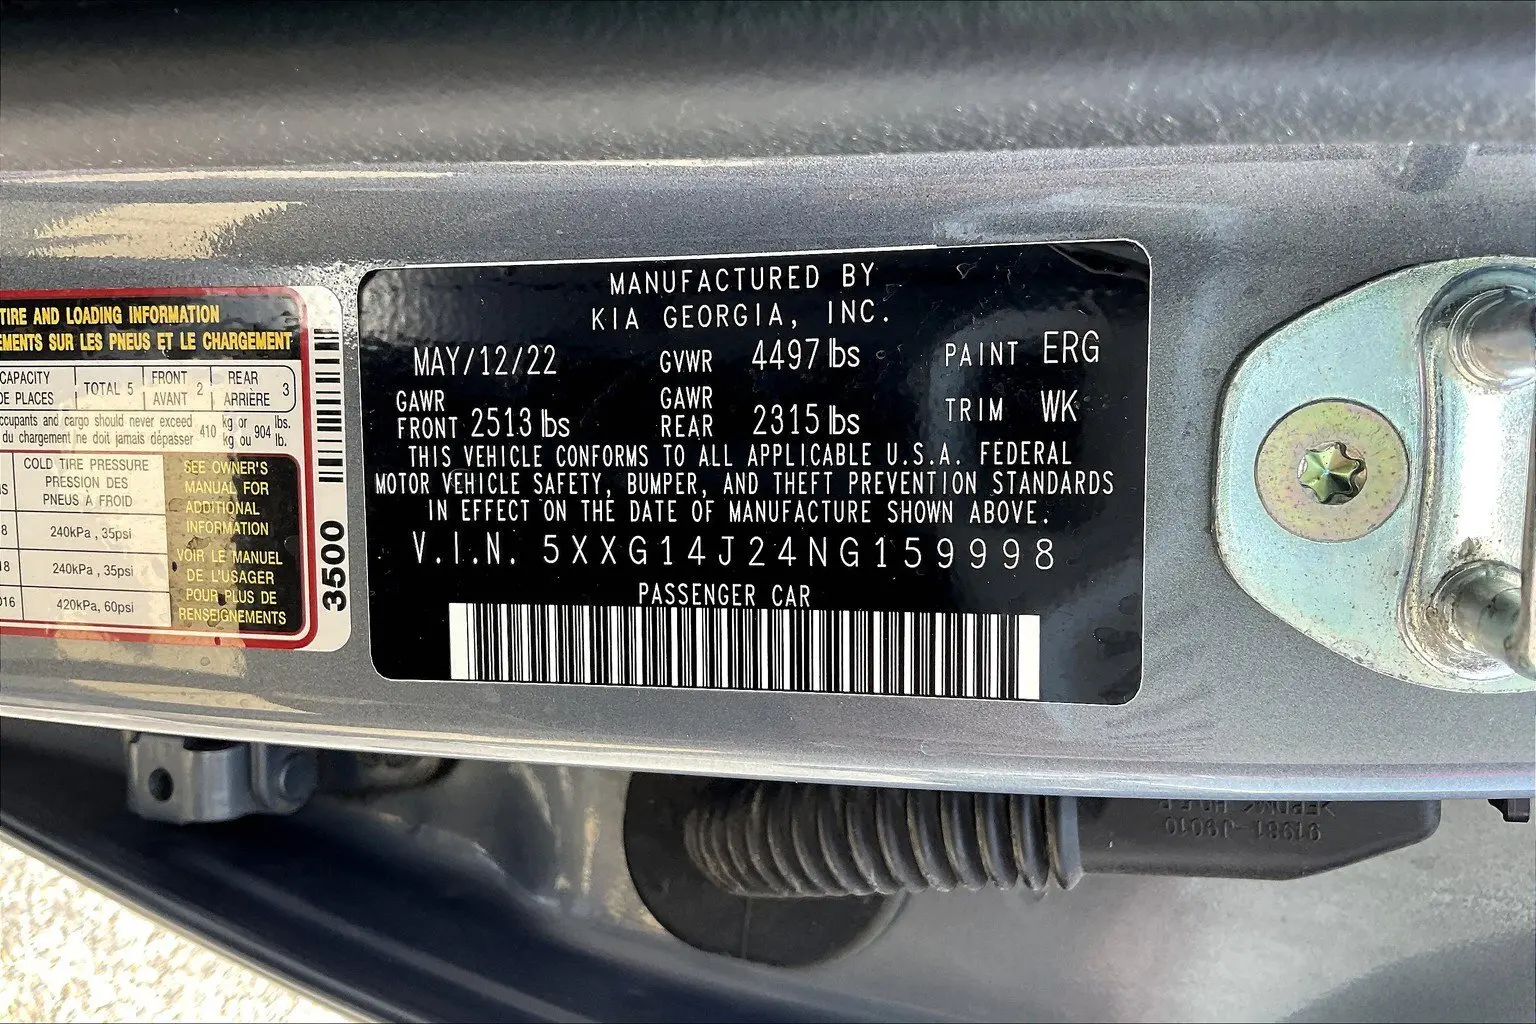 TIRE AND LOADING INFORMATION
SUR LES PNEUS ET LE CHARGEMENT
CAPACITY TOTAL 5 FRONT 2 REAR 3
DE PLACES AVANT ARRIÈRE
and cargo should never exceed 410 kg or 904 lbs.
du chargement ne doit jamais dépasser kg ou lb.
COLD TIRE PRESSURE
PRESSION DES
PNEUS À FROID
240kPa , 35psi
240kPa , 35psi
420kPa , 60psi
SEE OWNER'S
MANUAL FOR
ADDITIONAL
INFORMATION
VOIR LE MANUEL
DE L'USAGER
POUR PLUS DE
RENSEIGNEMENTS
3500
MANUFACTURED BY
KIA GEORGIA, INC.
MAY/12/22 GVWR 4497 lbs PAINT ERG
GAWR GAWR
FRONT 2513 lbs REAR 2315 lbs TRIM WK
THIS VEHICLE CONFORMS TO ALL APPLICABLE U.S.A. FEDERAL
MOTOR VEHICLE SAFETY, BUMPER, AND THEFT PREVENTION STANDARDS
IN EFFECT ON THE DATE OF MANUFACTURE SHOWN ABOVE.
V.I.N. 5XXG14J24NG159998
PASSENGER CAR
91981-J9010